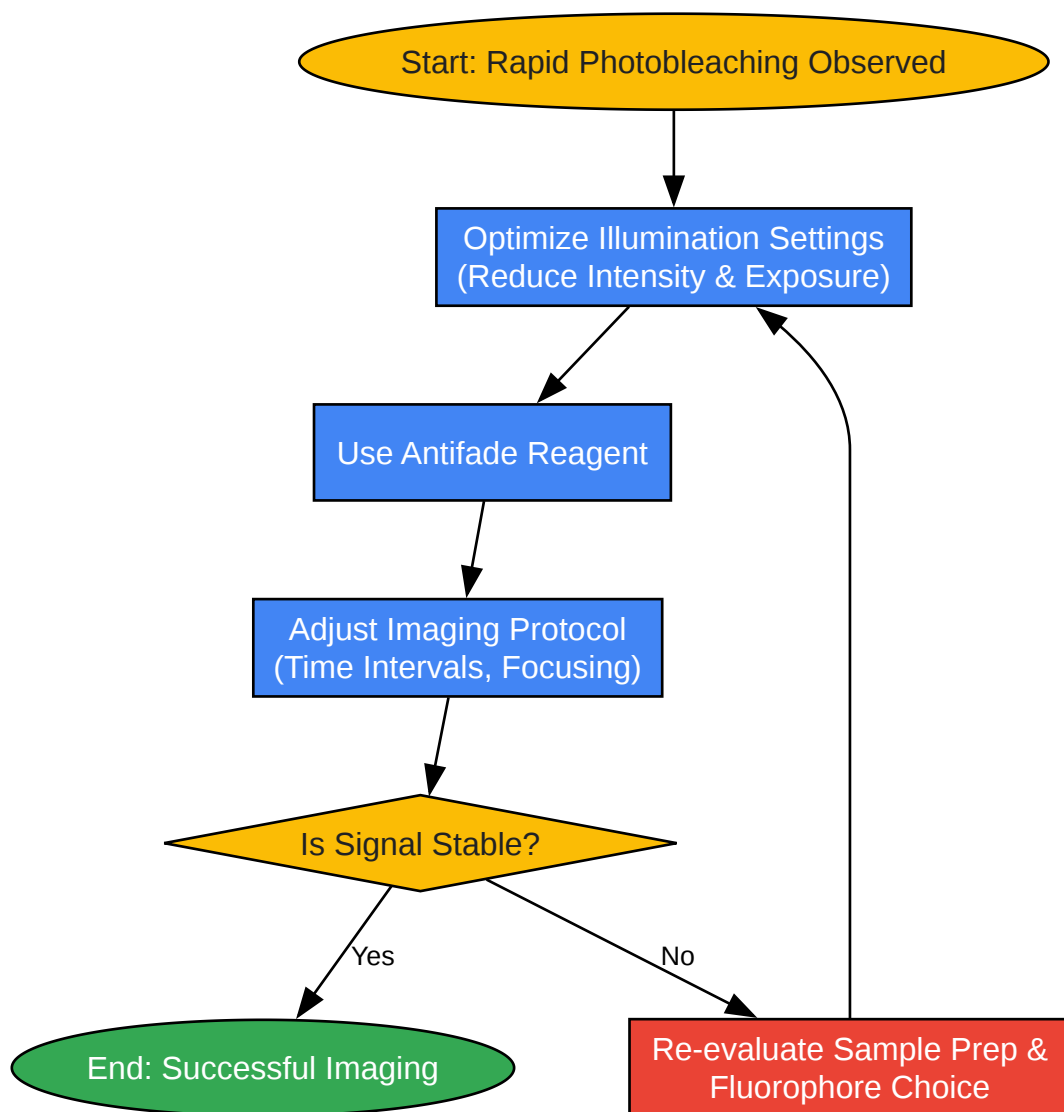 Start: Rapid Photobleaching Observed
Optimize Illumination Settings
(Reduce Intensity & Exposure)
Use Antifade Reagent
Adjust Imaging Protocol
(Time Intervals, Focusing)
Is Signal Stable?
Yes
No
End: Successful Imaging
Re-evaluate Sample Prep &
Fluorophore Choice